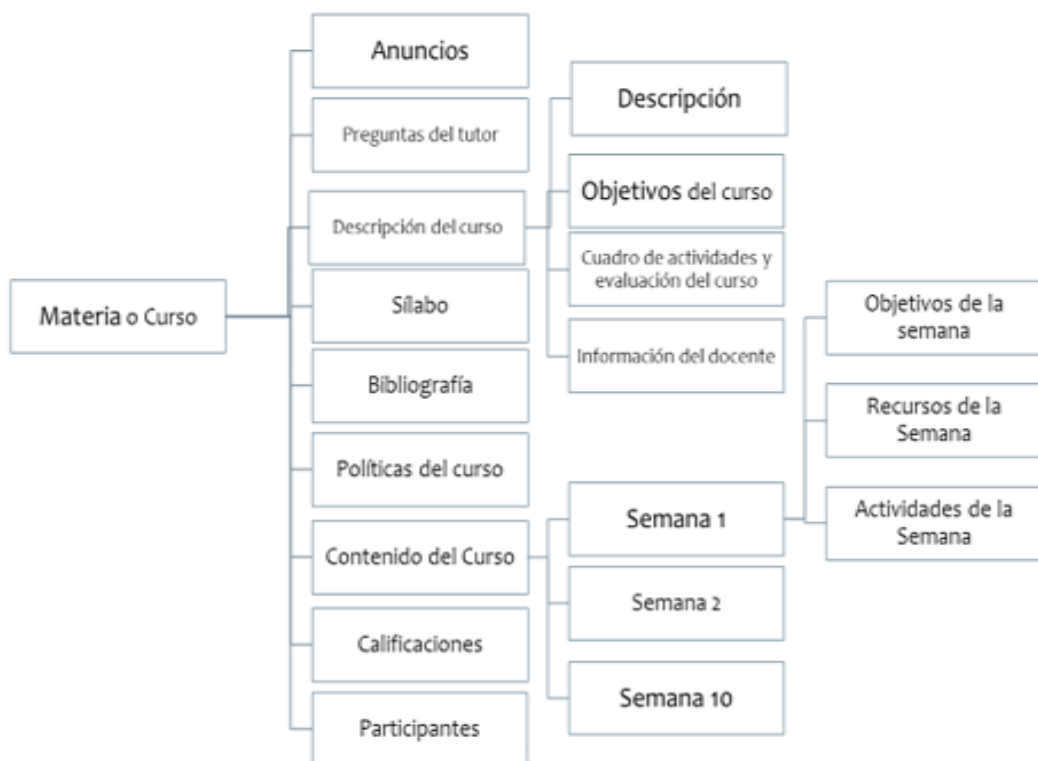 Anuncios
Preguntas del tutor
Descripción del curso
Sílabo
Materia o Curso
Bibliografía
Políticas del curso
Contenido del Curso
Calificaciones
Participantes
Descripción
Objetivos del curso
Cuadro de actividades y
evaluación del curso
Información del docente
Semana 1
Semana 2
Semana 10
Objetivos de la
semana
Recursos de la
Semana
Actividades de la
Semana